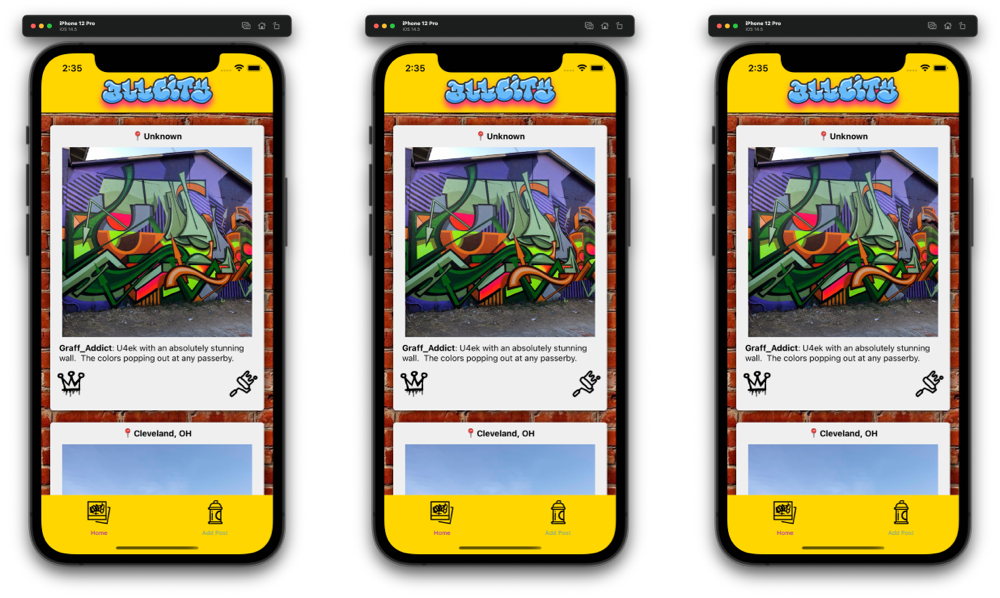 iPhone 12 Pro
iOS 14.5
2:35
ALLCITY
📍 Unknown
Graff_Addict: U4ek with an absolutely stunning
wall. The colors popping out at any passerby.
📍 Cleveland, OH
Home
Add Post
iPhone 12 Pro
iOS 14.5
2:35
ALLCITY
📍 Unknown
Graff_Addict: U4ek with an absolutely stunning
wall. The colors popping out at any passerby.
📍 Cleveland, OH
Home
Add Post
iPhone 12 Pro
iOS 14.5
2:35
ALLCITY
📍 Unknown
Graff_Addict: U4ek with an absolutely stunning
wall. The colors popping out at any passerby.
📍 Cleveland, OH
Home
Add Post